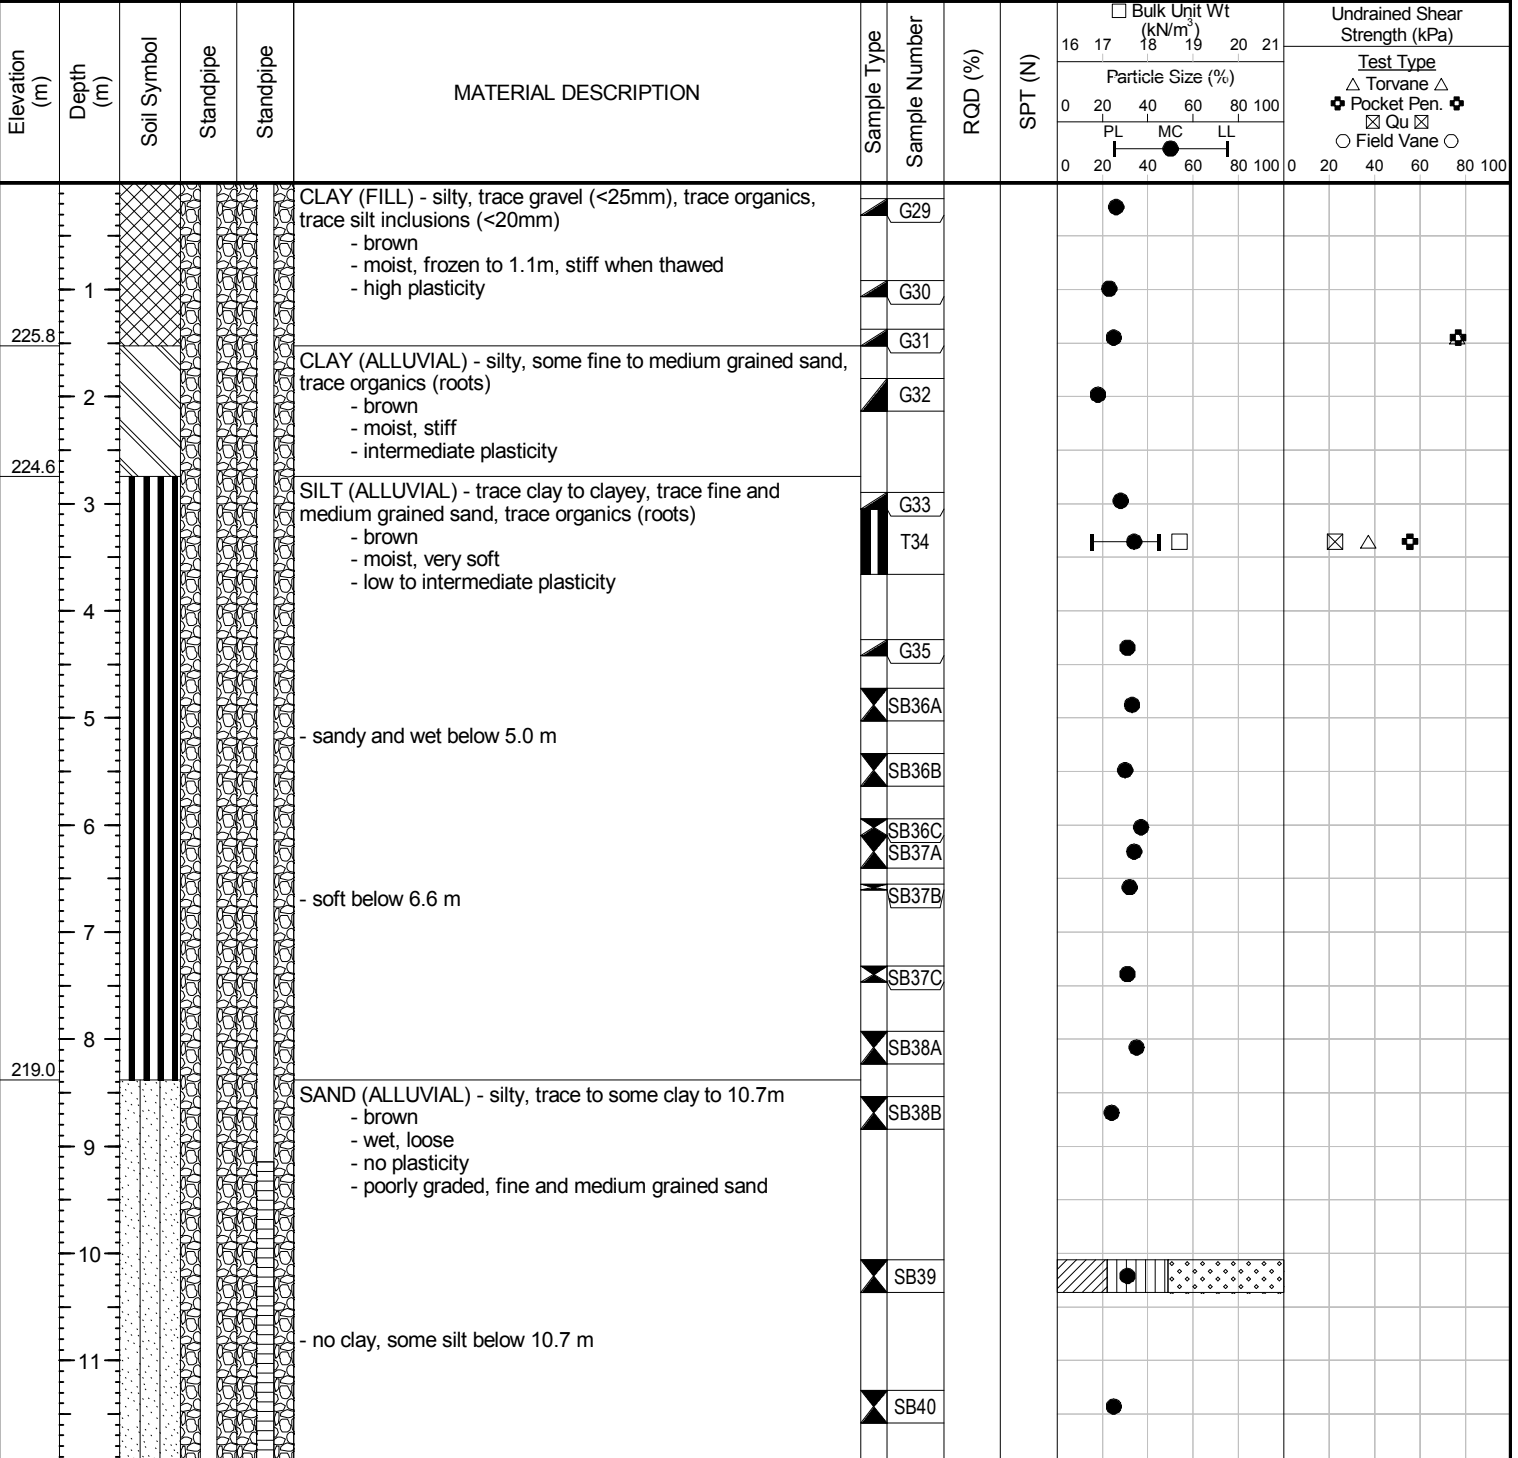 Elevation
(m)
Depth
(m)
Soil Symbol
Standpipe
Standpipe
MATERIAL DESCRIPTION
Sample Type
Sample Number
RQD (%)
SPT (N)
Bulk Unit Wt
(kN/m³)
16 17 18 19 20 21
Particle Size (%)
0 20 40 60 80 100
PL MC LL
0 20 40 60 80 100
Undrained Shear
Strength (kPa)
Test Type
Torvane
Pocket Pen.
Qu
Field Vane
0 20 40 60 80 100
CLAY (FILL) - silty, trace gravel (<25mm), trace organics,
trace silt inclusions (<20mm)
- brown
- moist, frozen to 1.1m, stiff when thawed
- high plasticity
G29
1
G30
225.8
G31
CLAY (ALLUVIAL) - silty, some fine to medium grained sand,
trace organics (roots)
- brown
- moist, stiff
- intermediate plasticity
2
G32
224.6
SILT (ALLUVIAL) - trace clay to clayey, trace fine and
medium grained sand, trace organics (roots)
- brown
- moist, very soft
- low to intermediate plasticity
3
G33
T34
4
G35
SB36A
5
- sandy and wet below 5.0 m
SB36B
6
SB36C
SB37A
- soft below 6.6 m
SB37B
7
SB37C
8
SB38A
219.0
SAND (ALLUVIAL) - silty, trace to some clay to 10.7m
- brown
- wet, loose
- no plasticity
- poorly graded, fine and medium grained sand
SB38B
9
10
SB39
- no clay, some silt below 10.7 m
11
SB40